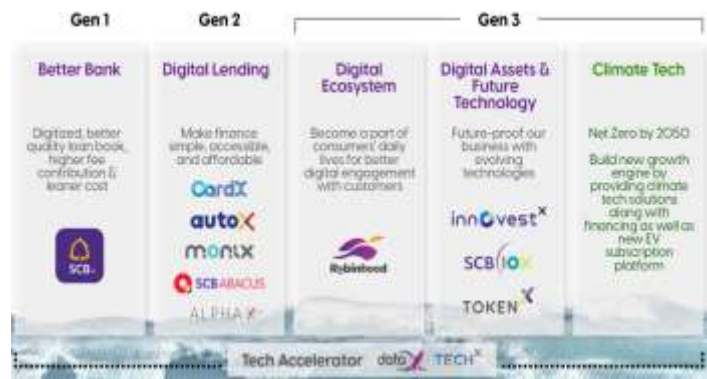 Gen 1
Gen 2
Gen 3
Better Bank
Digitized, better
quality loan book,
higher fee
contribution &
leaner cost
SCB
Digital Lending
Make finance
simple, accessible,
and affordable
CardX
autoX
monix
SCB ABACUS
ALPHA X
Digital
Ecosystem
Become a part of
consumers' daily
lives for better
digital engagement
with customers
Robinhood
Digital Assets &
Future
Technology
Future-proof our
business with
evolving
technologies
innovestX
SCB 10X
TOKEN X
Climate Tech
Net Zero by 2050
Build new growth
engine by
providing climate
tech solutions
along with
financing as well as
new EV
subscription
platform
Tech Accelerator data X TECH X